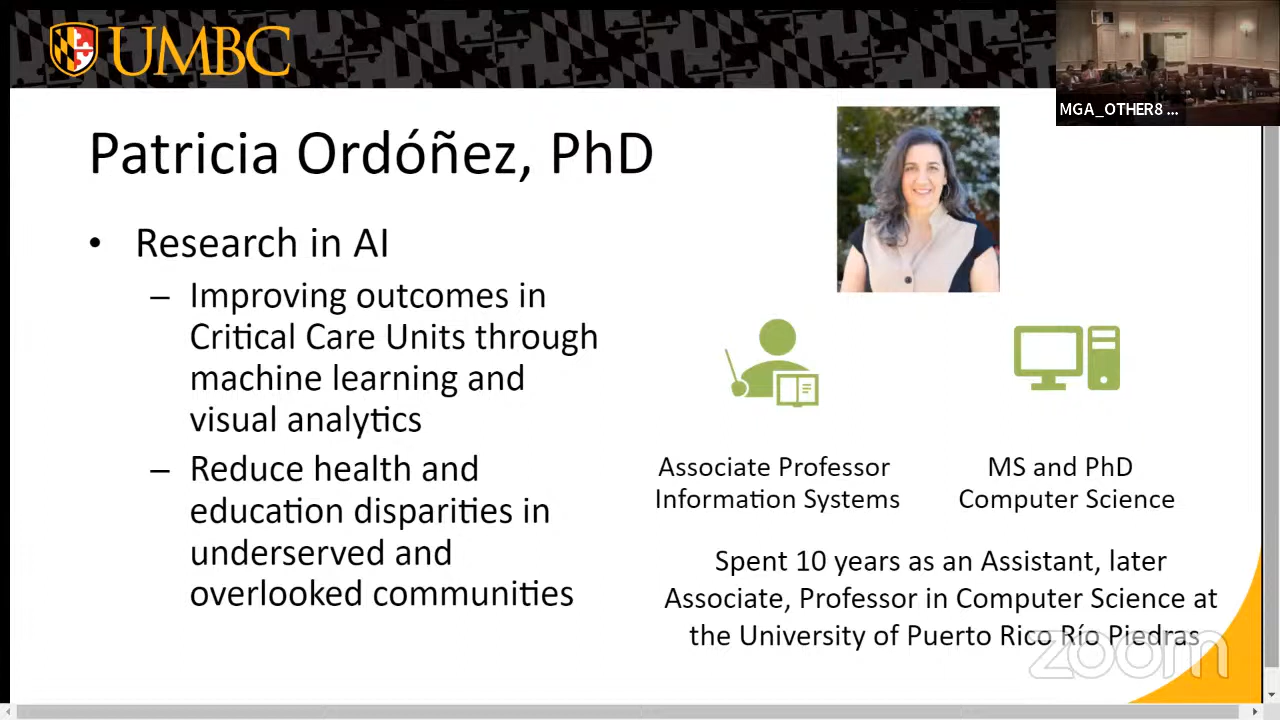 UMBC
MGA_OTHER8 ...
Patricia Ordóñez, PhD
• Research in AI
– Improving outcomes in
Critical Care Units through
machine learning and
visual analytics
– Reduce health and
education disparities in
underserved and
overlooked communities
Associate Professor
Information Systems
MS and PhD
Computer Science
Spent 10 years as an Assistant, later
Associate, Professor in Computer Science at
the University of Puerto Rico Río Piedras
zoom